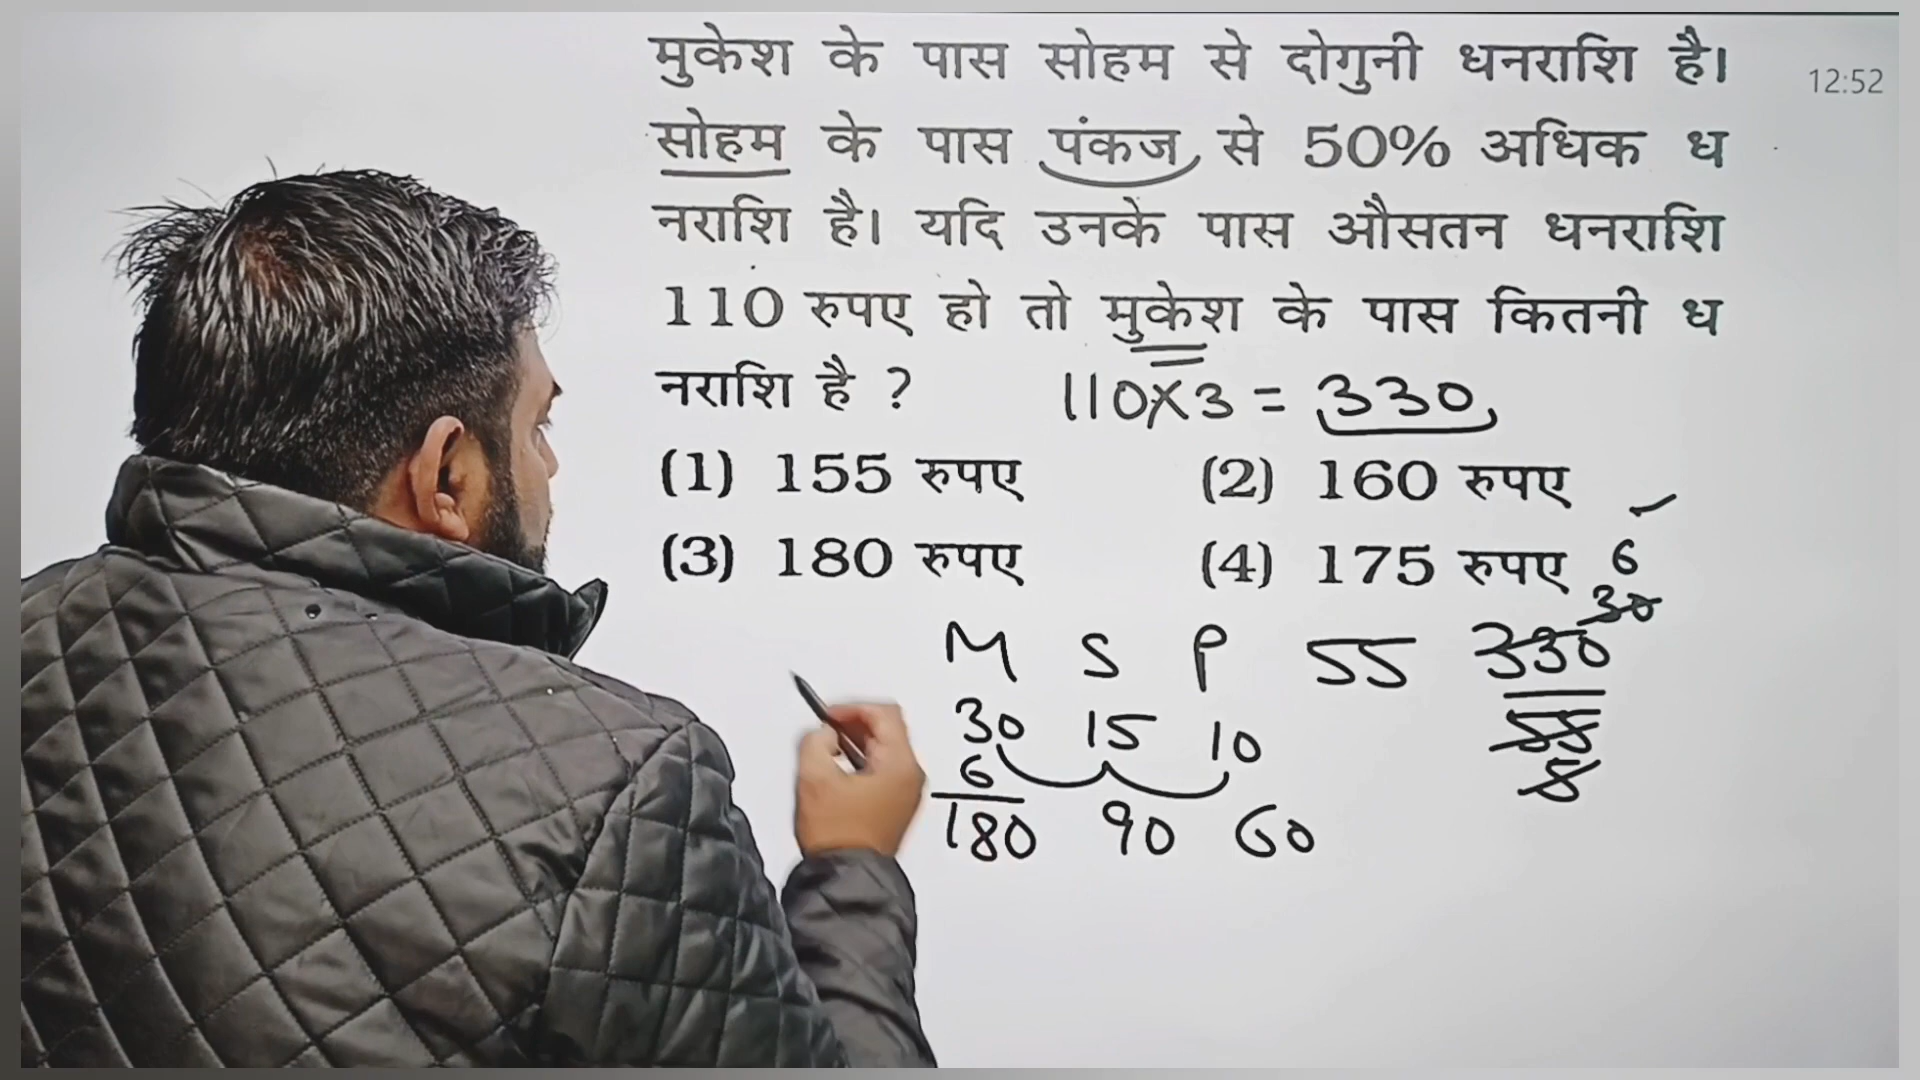 मुकेश के पास सोहम से दोगुनी धनराशि है।
12:52
सोहम के पास पंकज से 50% अधिक ध
नराशि है। यदि उनके पास औसतन धनराशि
110 रुपए हो तो मुकेश के पास कितनी ध
नराशि है ?
110×3 = 330
(1) 155 रुपए (2) 160 रुपए
(3) 180 रुपए (4) 175 रुपए
6
30
M S P 55 330
55
5
30 15 10
6
180 90 60